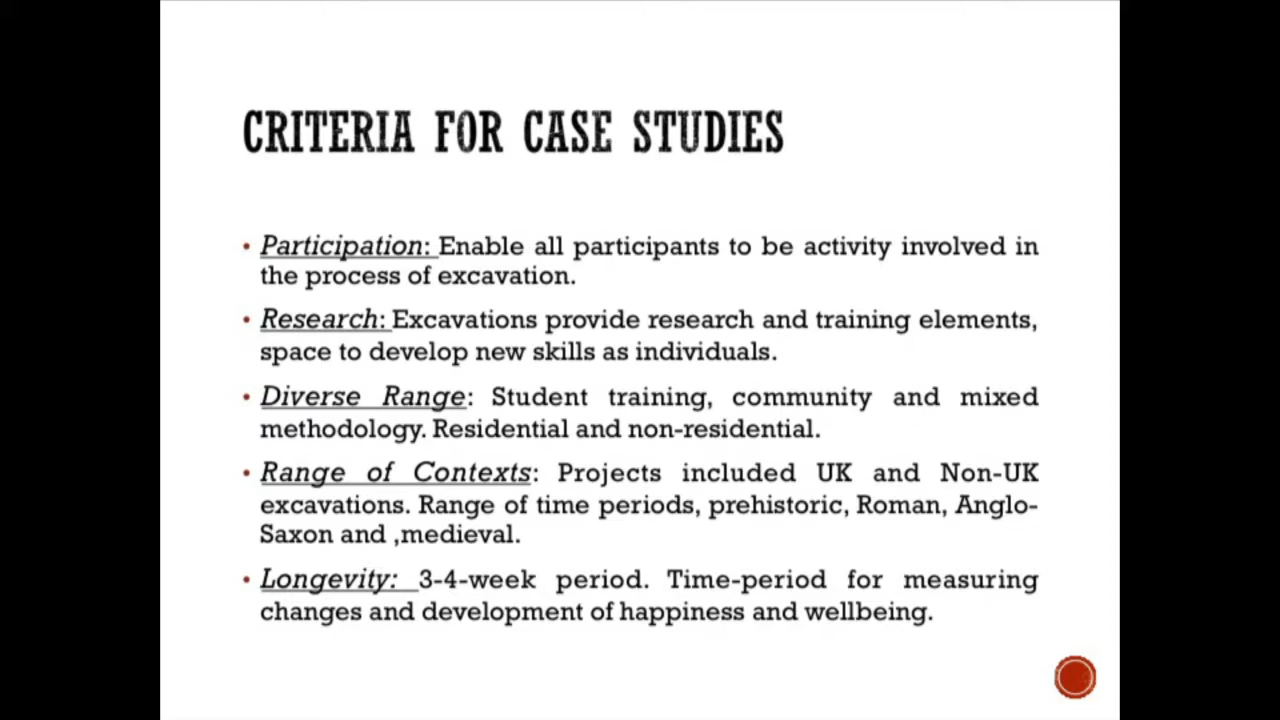 CRITERIA FOR CASE STUDIES
• Participation: Enable all participants to be activity involved in
the process of excavation.
• Research: Excavations provide research and training elements,
space to develop new skills as individuals.
• Diverse Range: Student training, community and mixed
methodology. Residential and non-residential.
• Range of Contexts: Projects included UK and Non-UK
excavations. Range of time periods, prehistoric, Roman, Anglo-
Saxon and ,medieval.
• Longevity: 3-4-week period. Time-period for measuring
changes and development of happiness and wellbeing.